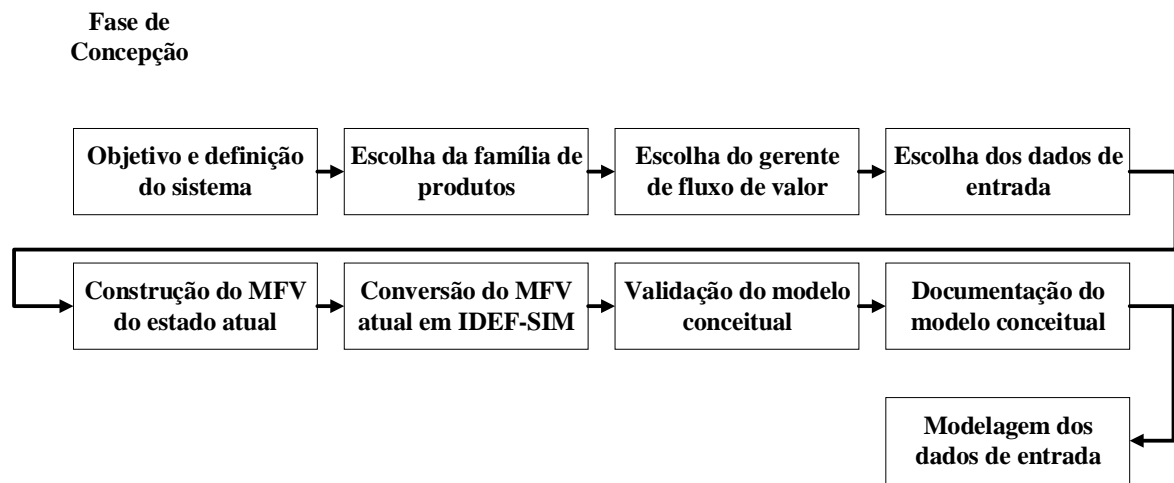 Fase de
Concepção
Objetivo e definição
do sistema
Escolha da família de
produtos
Escolha do gerente
de fluxo de valor
Escolha dos dados de
entrada
Construção do MFV
do estado atual
Conversão do MFV
atual em IDEF-SIM
Validação do modelo
conceitual
Documentação do
modelo conceitual
Modelagem dos
dados de entrada